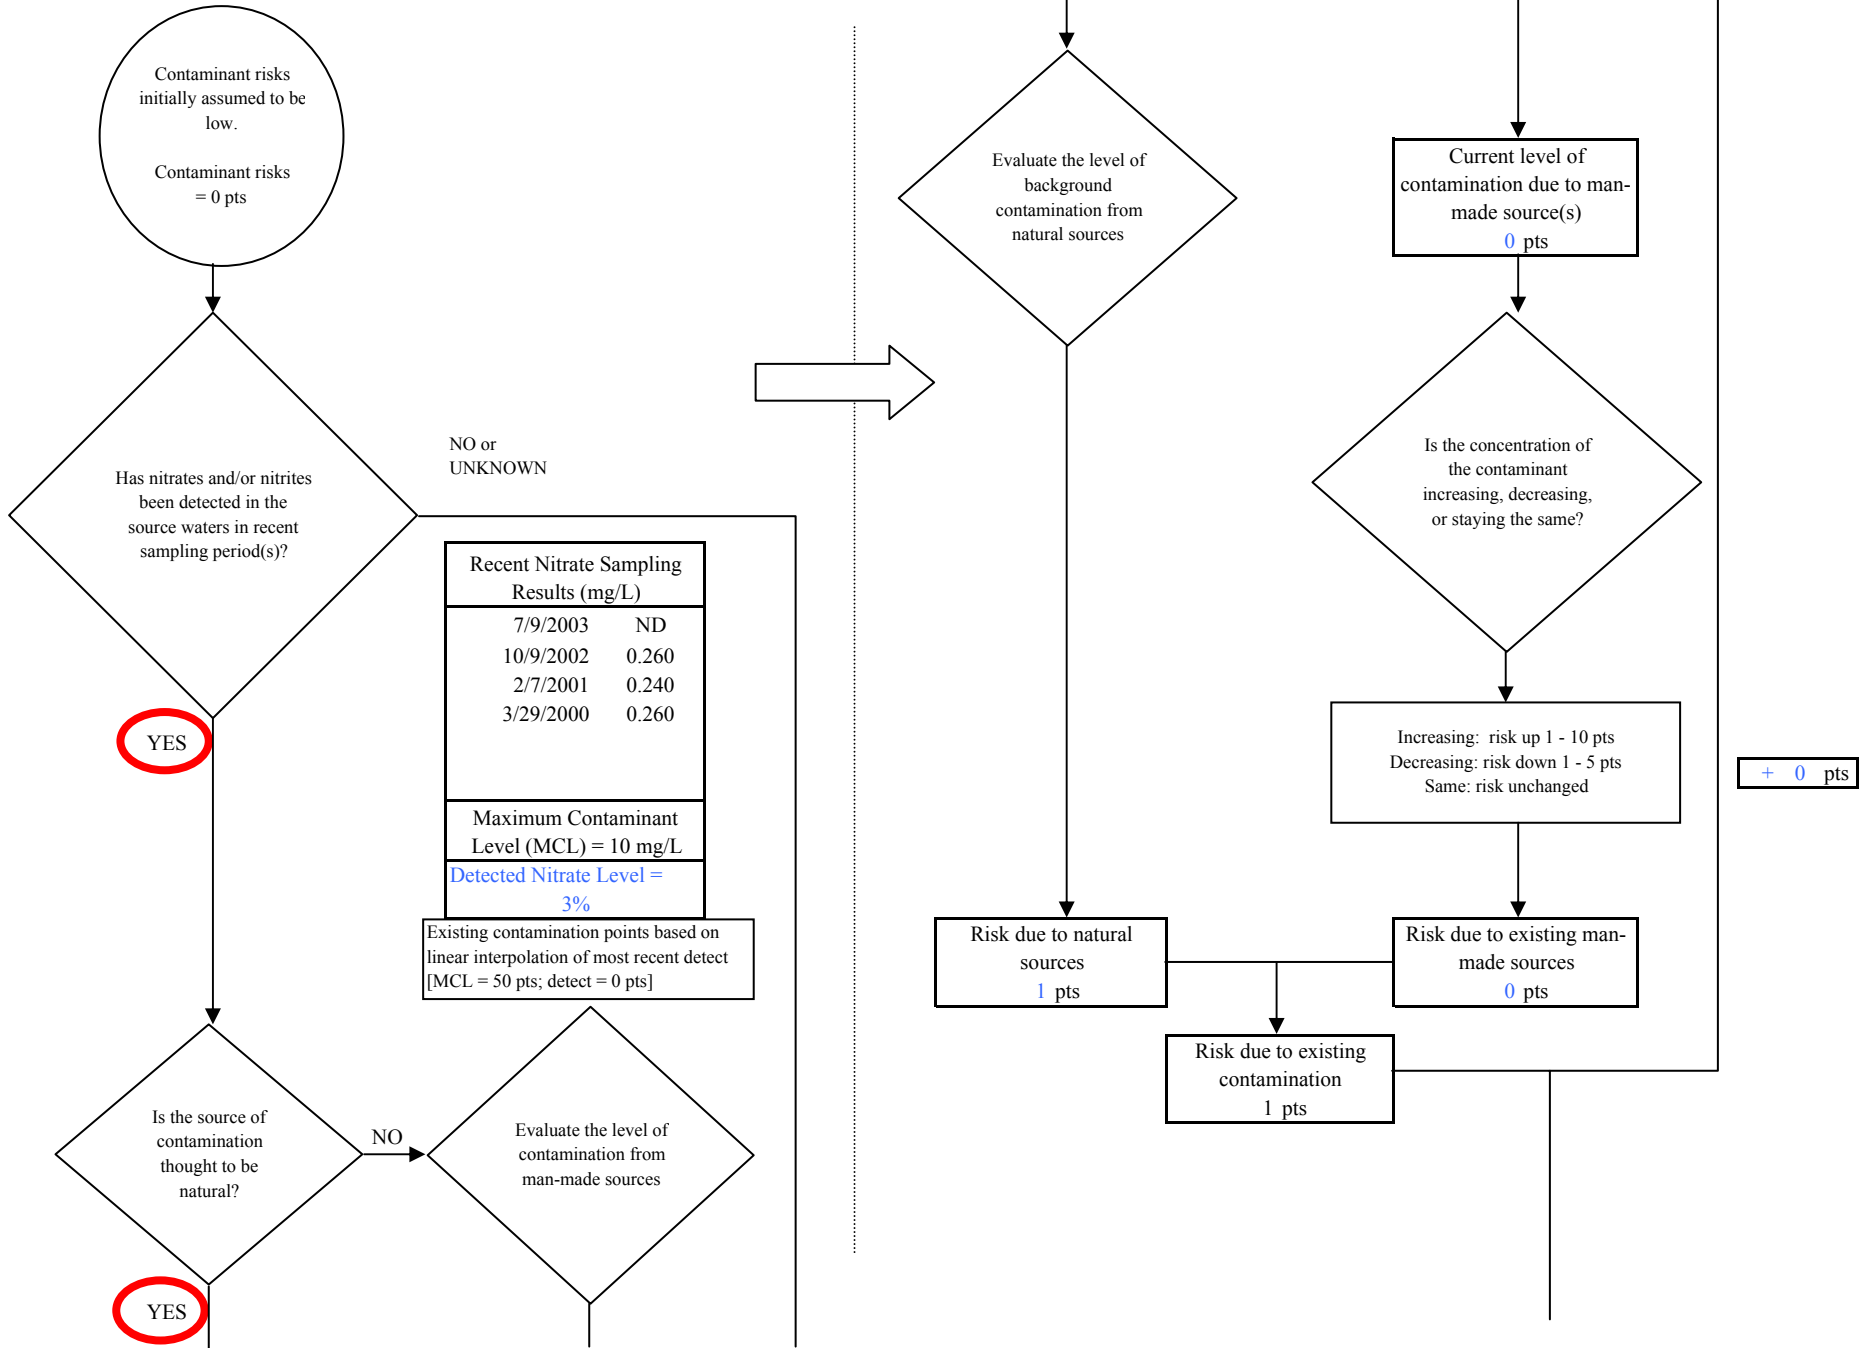 Contaminant risks
initially assumed to be
low.
Contaminant risks
= 0 pts
Has nitrates and/or nitrites
been detected in the
source waters in recent
sampling period(s)?
NO or
UNKNOWN
YES
Recent Nitrate Sampling
Results (mg/L)
7/9/2003 ND
10/9/2002 0.260
2/7/2001 0.240
3/29/2000 0.260
Maximum Contaminant
Level (MCL) = 10 mg/L
Detected Nitrate Level =
3%
Existing contamination points based on
linear interpolation of most recent detect
[MCL = 50 pts; detect = 0 pts]
Is the source of
contamination
thought to be
natural?
NO
Evaluate the level of
contamination from
man-made sources
YES
Evaluate the level of
background
contamination from
natural sources
Current level of
contamination due to man-
made source(s)
0 pts
Is the concentration of
the contaminant
increasing, decreasing,
or staying the same?
Increasing: risk up 1 - 10 pts
Decreasing: risk down 1 - 5 pts
Same: risk unchanged
+ 0 pts
Risk due to natural
sources
1 pts
Risk due to existing man-
made sources
0 pts
Risk due to existing
contamination
1 pts